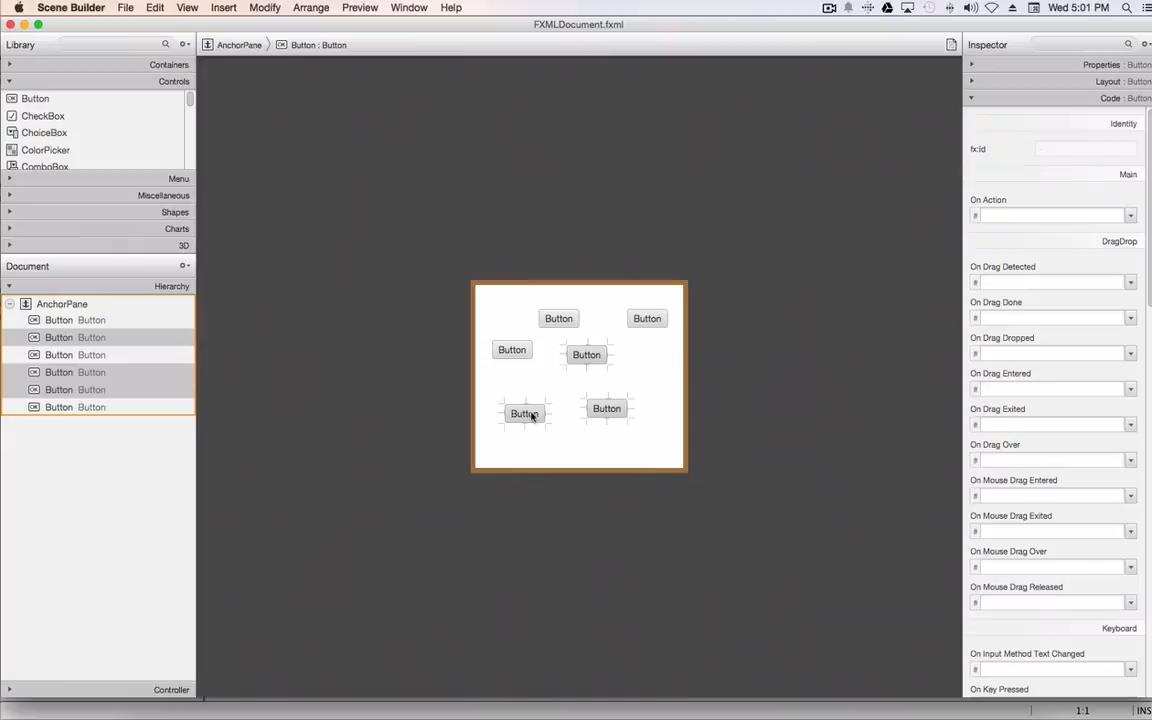 Scene Builder File Edit View Insert Modify Arrange Preview Window Help Wed 5:01 PM
FXMLDocument.fxml
Library
AnchorPane Button : Button
Inspector
Containers
Controls
Button
CheckBox
ChoiceBox
ColorPicker
ComboBox
Menu
Miscellaneous
Shapes
Charts
3D
Document
Hierarchy
AnchorPane
Button Button
Button Button
Button Button
Button Button
Button Button
Button Button
Controller
Button Button
Button Button
Button Button
Properties : Button
Layout : Button
Code : Button
Identity
fx:id
Main
On Action
#
DragDrop
On Drag Detected
#
On Drag Done
#
On Drag Dropped
#
On Drag Entered
#
On Drag Exited
#
On Drag Over
#
On Mouse Drag Entered
#
On Mouse Drag Exited
#
On Mouse Drag Over
#
On Mouse Drag Released
#
Keyboard
On Input Method Text Changed
#
On Key Pressed
1:1 INS